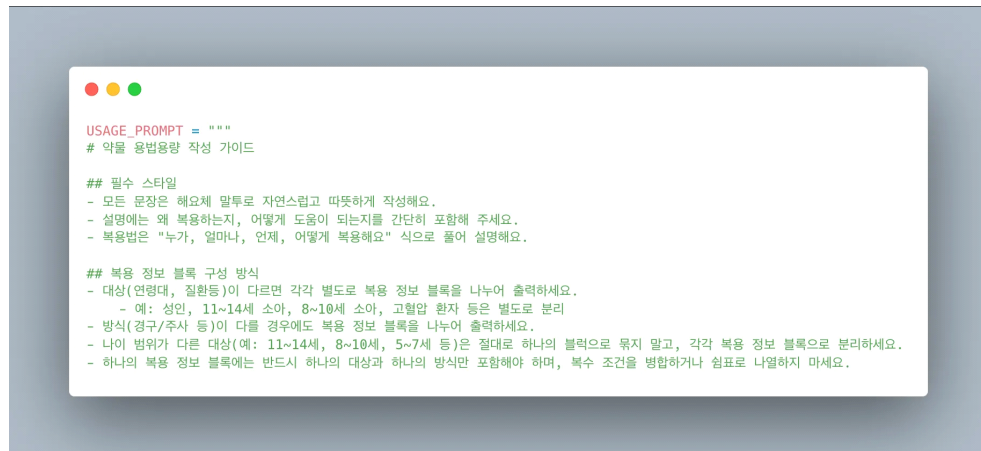 USAGE_PROMPT = """
# 약물 용법용량 작성 가이드
## 필수 스타일
- 모든 문장은 해요체 말투로 자연스럽고 따뜻하게 작성해요.
- 설명에는 왜 복용하는지, 어떻게 도움이 되는지를 간단히 포함해 주세요.
- 복용법은 "누가, 얼마나, 언제, 어떻게 복용해요" 식으로 풀어 설명해요.
## 복용 정보 블록 구성 방식
- 대상(연령대, 질환등)이 다르면 각각 별도로 복용 정보 블록을 나누어 출력하세요.
- 예: 성인, 11~14세 소아, 8~10세 소아, 고혈압 환자 등은 별도로 분리
- 방식(경구/주사 등)이 다를 경우에도 복용 정보 블록을 나누어 출력하세요.
- 나이 범위가 다른 대상(예: 11~14세, 8~10세, 5~7세 등)은 절대로 하나의 블럭으로 묶지 말고, 각각 복용 정보 블록으로 분리하세요.
- 하나의 복용 정보 블록에는 반드시 하나의 대상과 하나의 방식만 포함해야 하며, 복수 조건을 병합하거나 쉼표로 나열하지 마세요.